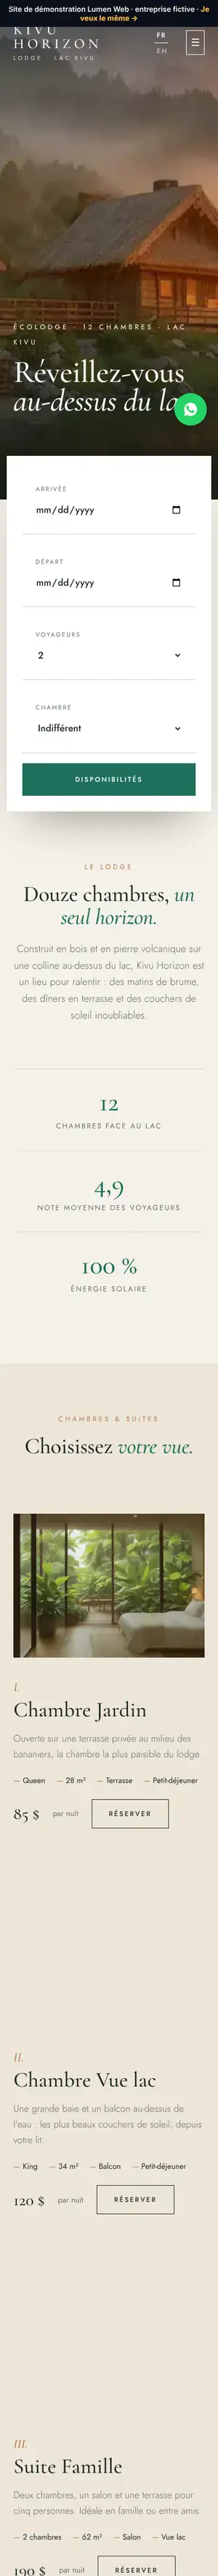 Site de démonstration Lumen Web · entreprise fictive · Je
veux le même →
KIVU
HORIZON
LODGE · LAC KIVU
FR
EN
ÉCOLODGE · 12 CHAMBRES · LAC
KIVU
Réveillez-vous
au-dessus du la
ARRIVÉE
mm/dd/yyyy
DÉPART
mm/dd/yyyy
VOYAGEURS
2
CHAMBRE
Indifférent
DISPONIBILITÉS
LE LODGE
Douze chambres, un
seul horizon.
Construit en bois et en pierre volcanique sur
une colline au-dessus du lac, Kivu Horizon est
un lieu pour ralentir : des matins de brume,
des dîners en terrasse et des couchers de
soleil inoubliables.
12
CHAMBRES FACE AU LAC
4,9
NOTE MOYENNE DES VOYAGEURS
100 %
ÉNERGIE SOLAIRE
CHAMBRES & SUITES
Choisissez votre vue.
I.
Chambre Jardin
Ouverte sur une terrasse privée au milieu des
bananiers, la chambre la plus paisible du lodge.
— Queen — 28 m² — Terrasse — Petit-déjeuner
85 $ par nuit RÉSERVER
II.
Chambre Vue lac
Une grande baie et un balcon au-dessus de
l'eau : les plus beaux couchers de soleil, depuis
votre lit.
— King — 34 m² — Balcon — Petit-déjeuner
120 $ par nuit RÉSERVER
III.
Suite Famille
Deux chambres, un salon et une terrasse pour
cinq personnes. Idéale en famille ou entre amis.
— 2 chambres — 62 m² — Salon — Vue lac
190 $ par nuit RÉSERVER